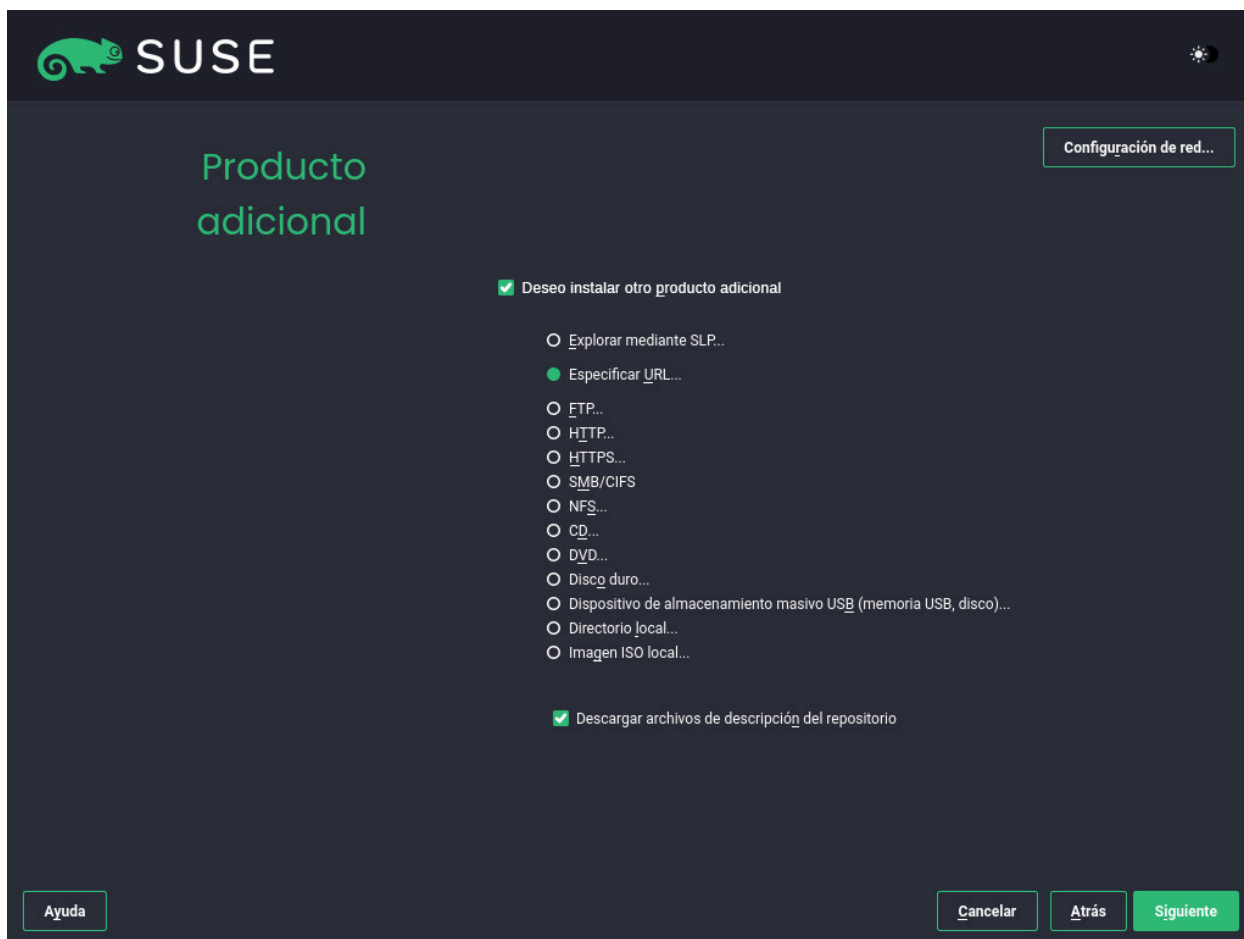 SUSE
Configuración de red...
Producto
adicional
Deseo instalar otro producto adicional
Explorar mediante SLP...
Especificar URL...
FTP...
HTTP...
HTTPS...
SMB/CIFS
NFS...
CD...
DVD...
Disco duro...
Dispositivo de almacenamiento masivo USB (memoria USB, disco)...
Directorio local...
Imagen ISO local...
Descargar archivos de descripción del repositorio
Ayuda
Cancelar
Atrás
Siguiente